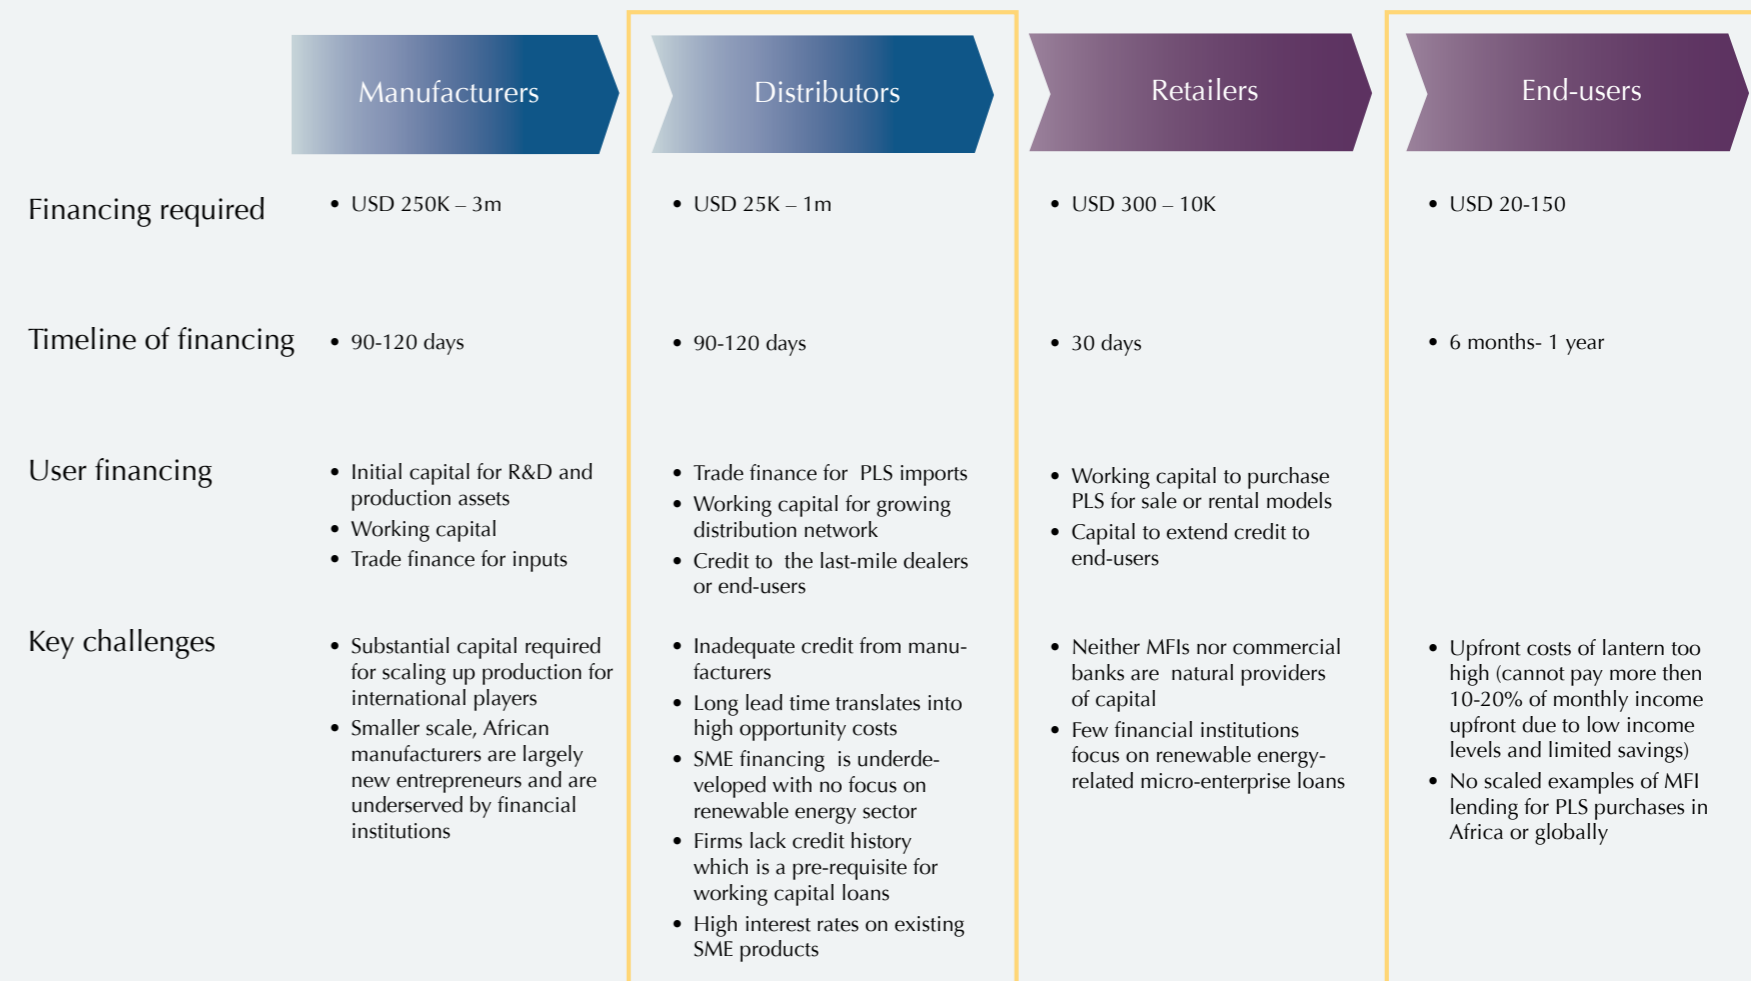 Manufacturers
Distributors
Retailers
End-users
Financing required
• USD 250K – 3m
• USD 25K – 1m
• USD 300 – 10K
• USD 20-150
Timeline of financing
• 90-120 days
• 90-120 days
• 30 days
• 6 months- 1 year
User financing
• Initial capital for R&D and
production assets
• Working capital
• Trade finance for inputs
• Trade finance for PLS imports
• Working capital for growing
distribution network
• Credit to the last-mile dealers
or end-users
• Working capital to purchase
PLS for sale or rental models
• Capital to extend credit to
end-users
Key challenges
• Substantial capital required
for scaling up production for
international players
• Smaller scale, African
manufacturers are largely
new entrepreneurs and are
underserved by financial
institutions
• Inadequate credit from manu-
facturers
• Long lead time translates into
high opportunity costs
• SME financing is underde-
veloped with no focus on
renewable energy sector
• Firms lack credit history
which is a pre-requisite for
working capital loans
• High interest rates on existing
SME products
• Neither MFIs nor commercial
banks are natural providers
of capital
• Few financial institutions
focus on renewable energy-
related micro-enterprise loans
• Upfront costs of lantern too
high (cannot pay more then
10-20% of monthly income
upfront due to low income
levels and limited savings)
• No scaled examples of MFI
lending for PLS purchases in
Africa or globally